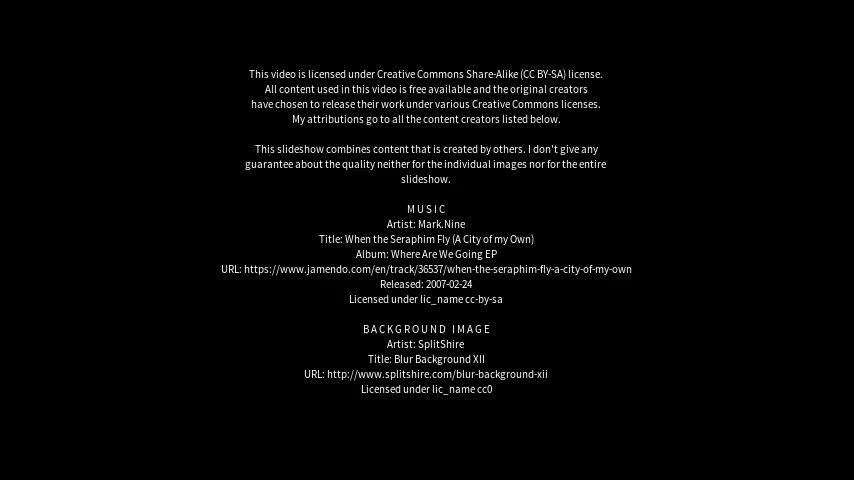 This video is licensed under Creative Commons Share-Alike (CC BY-SA) license.
All content used in this video is free available and the original creators
have chosen to release their work under various Creative Commons licenses.
My attributions go to all the content creators listed below.
This slideshow combines content that is created by others. I don't give any
guarantee about the quality neither for the individual images nor for the entire
slideshow.
MUSIC
Artist: Mark.Nine
Title: When the Seraphim Fly (A City of my Own)
Album: Where Are We Going EP
URL: https://www.jamendo.com/en/track/36537/when-the-seraphim-fly-a-city-of-my-own
Released: 2007-02-24
Licensed under lic_name cc-by-sa
BACKGROUND IMAGE
Artist: SplitShire
Title: Blur Background XII
URL: http://www.splitshire.com/blur-background-xii
Licensed under lic_name cc0